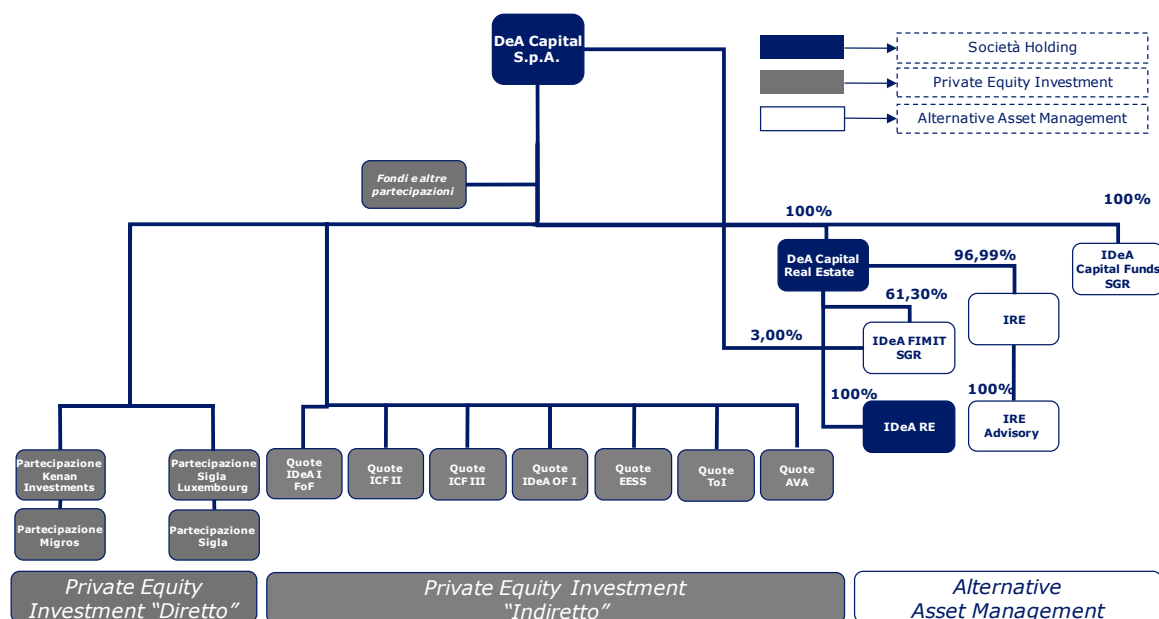 DeA Capital
S.p.A.
Società Holding
Private Equity Investment
Alternative Asset Management
Fondi e altre
partecipazioni
100%
100%
DeA Capital
Real Estate
96,99%
IDeA
Capital Funds
SGR
61,30%
IRE
3,00%
IDeA FIMIT
SGR
100%
100%
IDeA RE
IRE
Advisory
Partecipazione
Kenan
Investments
Partecipazione
Sigla
Luxembourg
Quote
IDeA I
FoF
Quote
ICF II
Quote
ICF III
Quote
IDeA OF I
Quote
EESS
Quote
ToI
Quote
AVA
Partecipazione
Migros
Partecipazione
Sigla
Private Equity
Investment “Diretto”
Private Equity Investment
“Indiretto”
Alternative
Asset Management